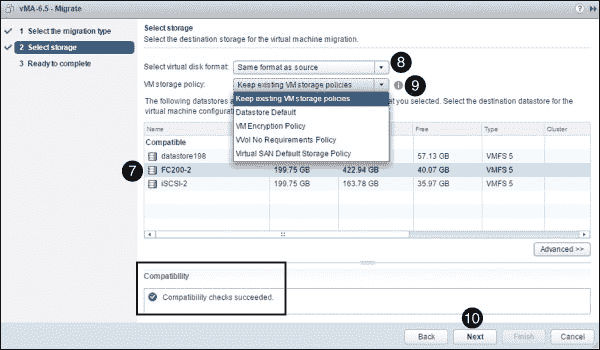 vMA-6.5 - Migrate
1 Select the migration type
2 Select storage
3 Ready to complete
Select storage
Select the destination storage for the virtual machine migration.
Select virtual disk format: Same format as source 8
VM storage policy: Keep existing VM storage policies 9
The following datastores a
t you selected. Select the destination datastore for the
virtual machine configurat
Keep existing VM storage policies
Datastore Default
VM Encryption Policy
VVol No Requirements Policy
Virtual SAN Default Storage Policy
Name Free Type Cluster
Compatible
datastore198 57.13 GB VMFS 5
7 FC200-2 199.75 GB 422.94 GB 40.07 GB VMFS 5
iSCSI-2 199.75 GB 163.78 GB 35.97 GB VMFS 5
Advanced >>
Compatibility
Compatibility checks succeeded.
10
Back Next Finish Cancel